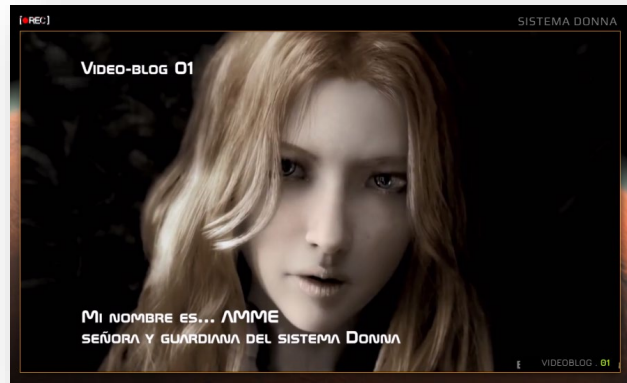 [●REC]
SISTEMA DONNA
Video-blog 01
Mi nombre es... AMME
señora y guardiana del sistema Donna
VIDEOBLOG . 01